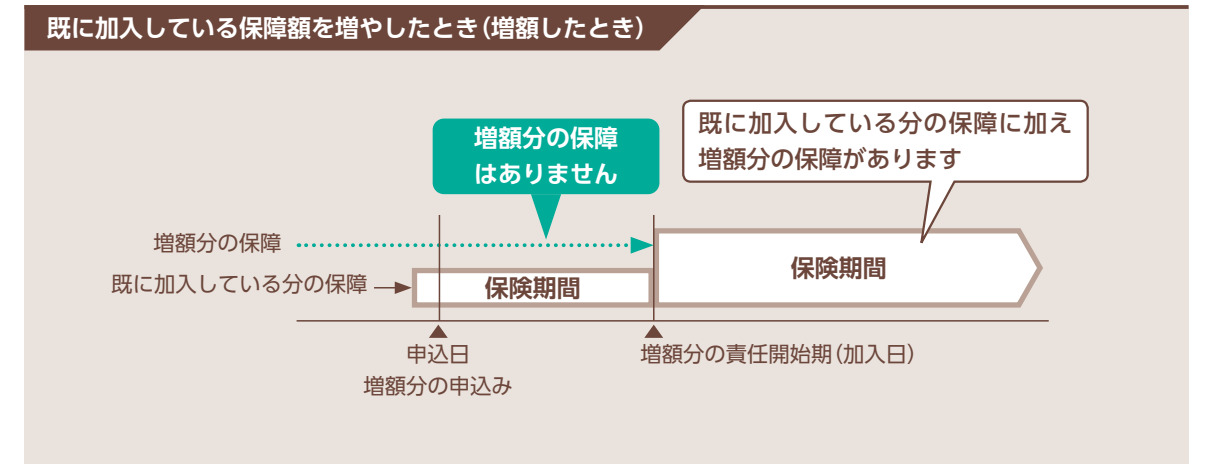 既に加入している保障額を増やしたとき(増額したとき)
増額分の保障
はありません
既に加入している分の保障に加え
増額分の保障があります
増額分の保障
既に加入している分の保障
保険期間
保険期間
申込日
増額分の申込み
増額分の責任開始期(加入日)